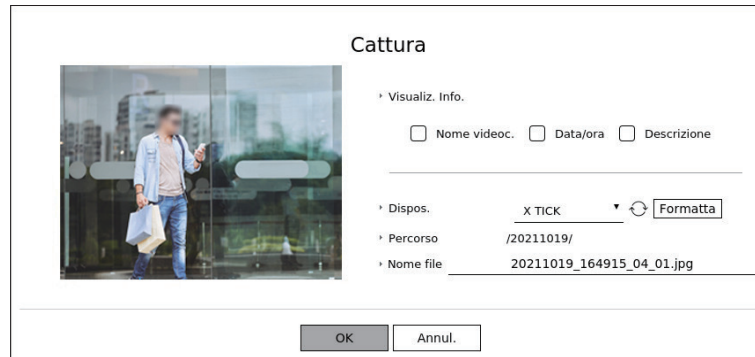 Cattura
Visualiz. Info.
Nome videoc. Data/ora Descrizione
Dispos. X TICK Formatta
Percorso /20211019/
Nome file 20211019_164915_04_01.jpg
OK Annul.